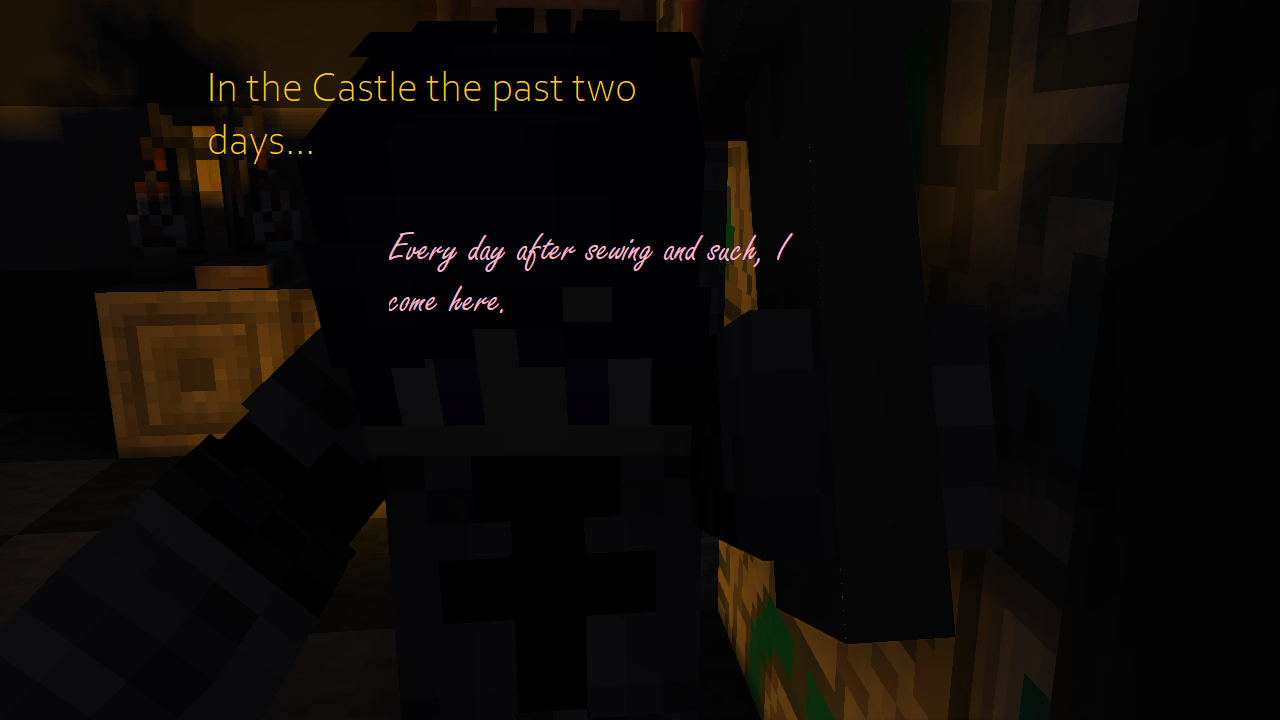 In the Castle the past two
days...
Every day after sewing and such, I
come here.